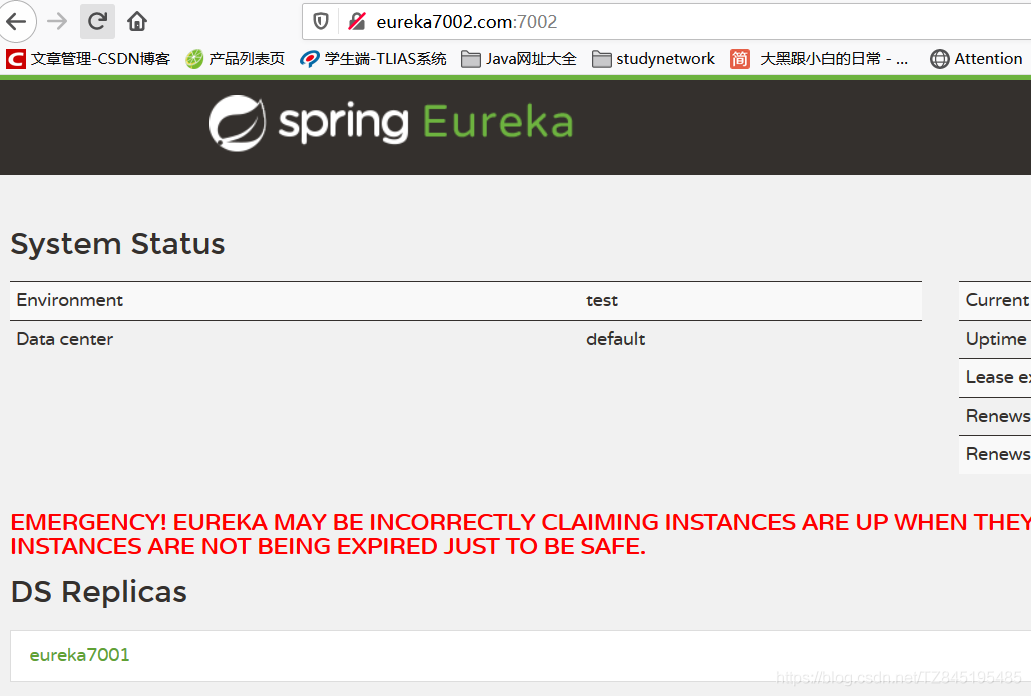 eureka7002.com:7002
文章管理-CSDN博客 产品列表页 学生端-TLIAS系统 Java网址大全 studynetwork 简 大黑跟小白的日常 - ... Attention
spring Eureka
System Status
Environment test Current
Data center default Uptime
Lease ex
Renews
Renews
EMERGENCY! EUREKA MAY BE INCORRECTLY CLAIMING INSTANCES ARE UP WHEN THEY
INSTANCES ARE NOT BEING EXPIRED JUST TO BE SAFE.
DS Replicas
eureka7001
https://blog.csdn.net/TZ845195485